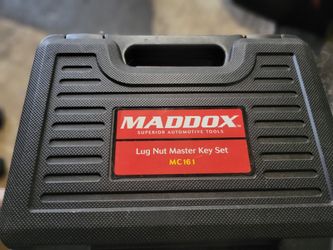 MADDOX
SUPERIOR AUTOMOTIVE TOOLS
Lug Nut Master Key Set
MC161